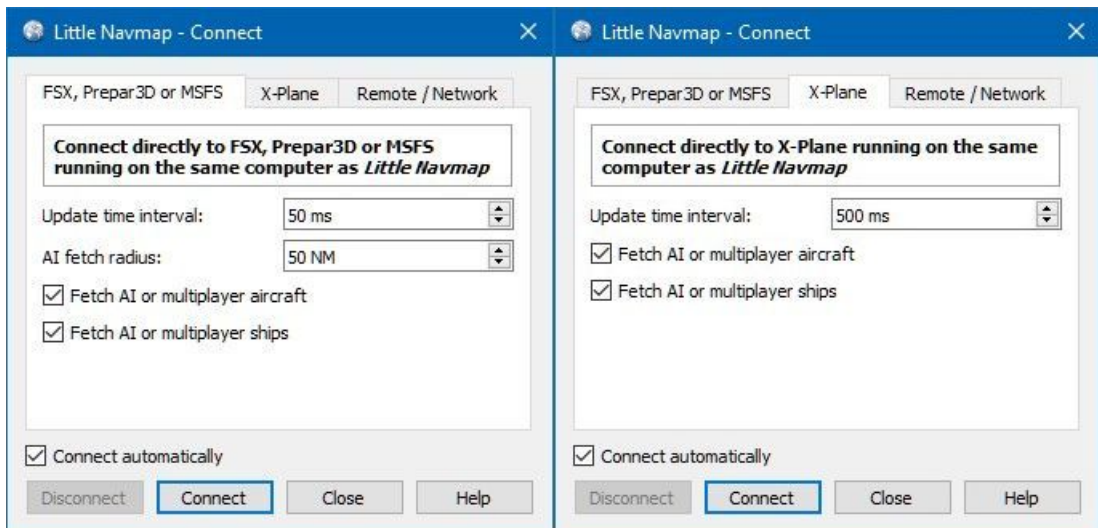 Little Navmap - Connect
FSX, Prepar3D or MSFS
X-Plane
Remote / Network
Connect directly to FSX, Prepar3D or MSFS
running on the same computer as Little Navmap
Update time interval:
50 ms
AI fetch radius:
50 NM
Fetch AI or multiplayer aircraft
Fetch AI or multiplayer ships
Connect automatically
Disconnect
Connect
Close
Help
Little Navmap - Connect
FSX, Prepar3D or MSFS
X-Plane
Remote / Network
Connect directly to X-Plane running on the same
computer as Little Navmap
Update time interval:
500 ms
Fetch AI or multiplayer aircraft
Fetch AI or multiplayer ships
Connect automatically
Disconnect
Connect
Close
Help